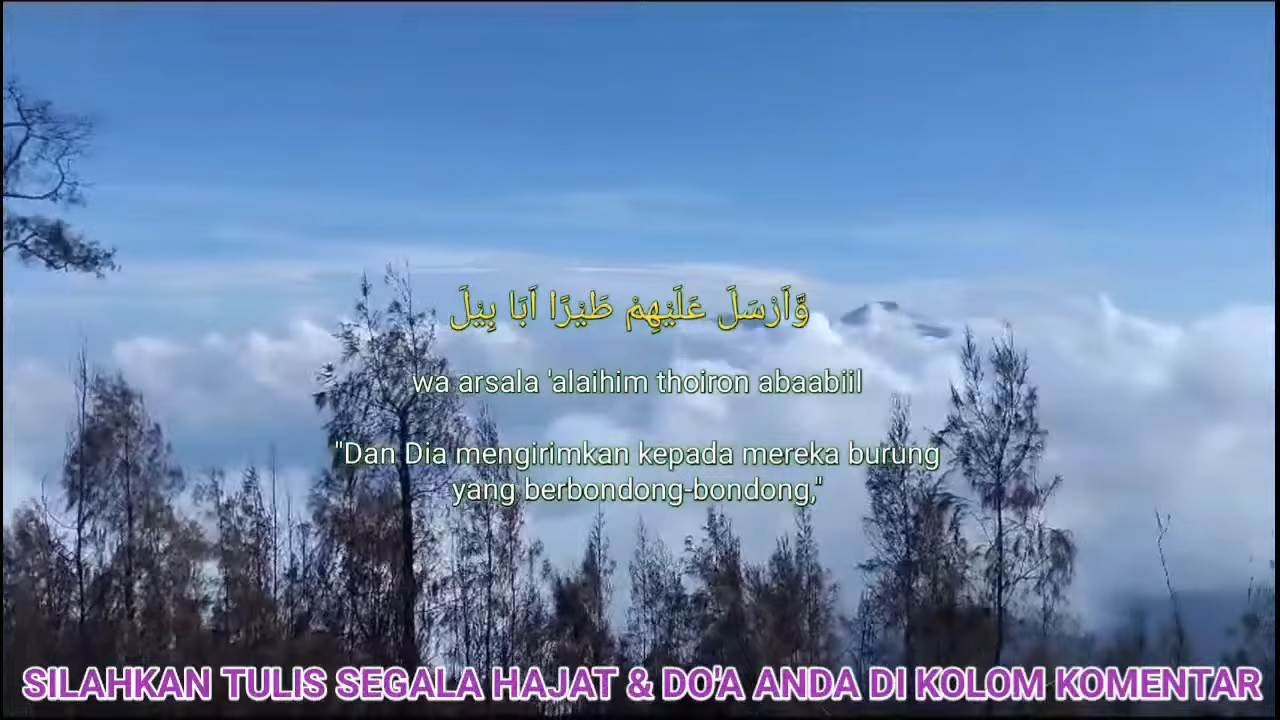 وَّاَرْسَلَ عَلَيْهِمْ طَيْرًا اَبَا بِيْلَ
wa arsala 'alaihim thoiron abaabiil
"Dan Dia mengirimkan kepada mereka burung
yang berbondong-bondong,"
SILAHKAN TULIS SEGALA HAJAT & DO'A ANDA DI KOLOM KOMENTAR